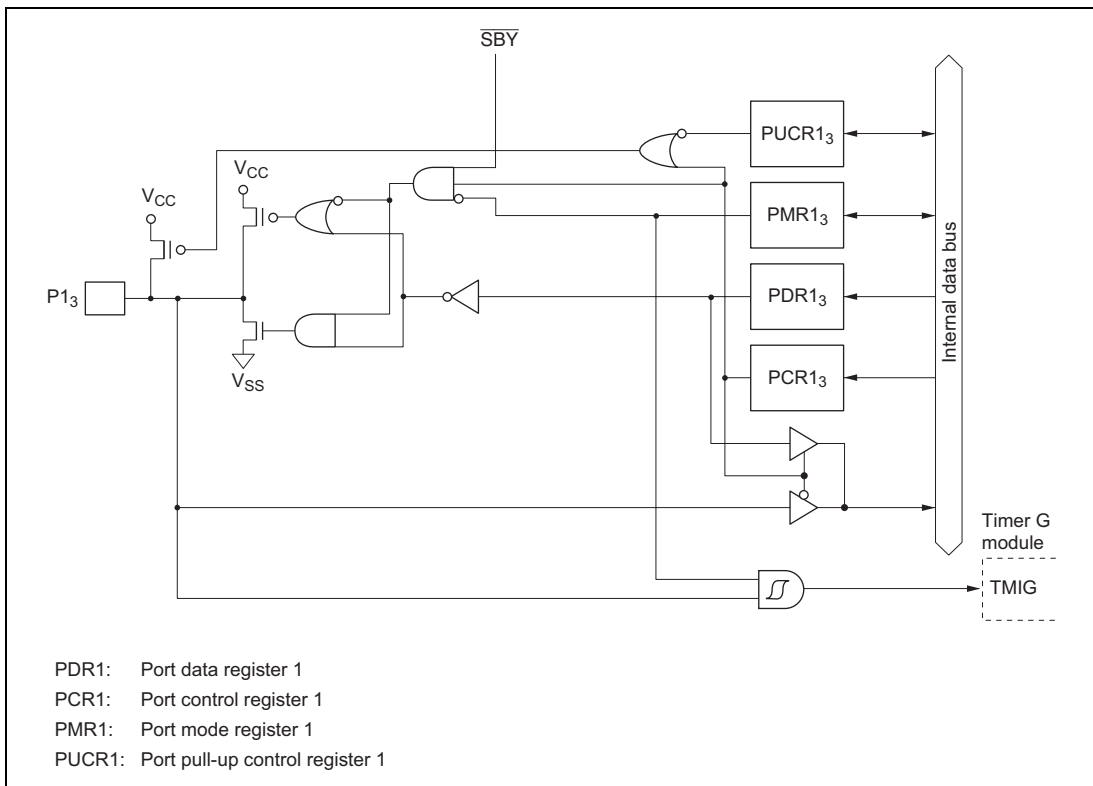 SBY
PUCR1₃
V_CC
V_CC
PMR1₃
P1₃
PDR1₃
Internal data bus
V_SS
PCR1₃
Timer G
module
TMIG
PDR1: Port data register 1
PCR1: Port control register 1
PMR1: Port mode register 1
PUCR1: Port pull-up control register 1